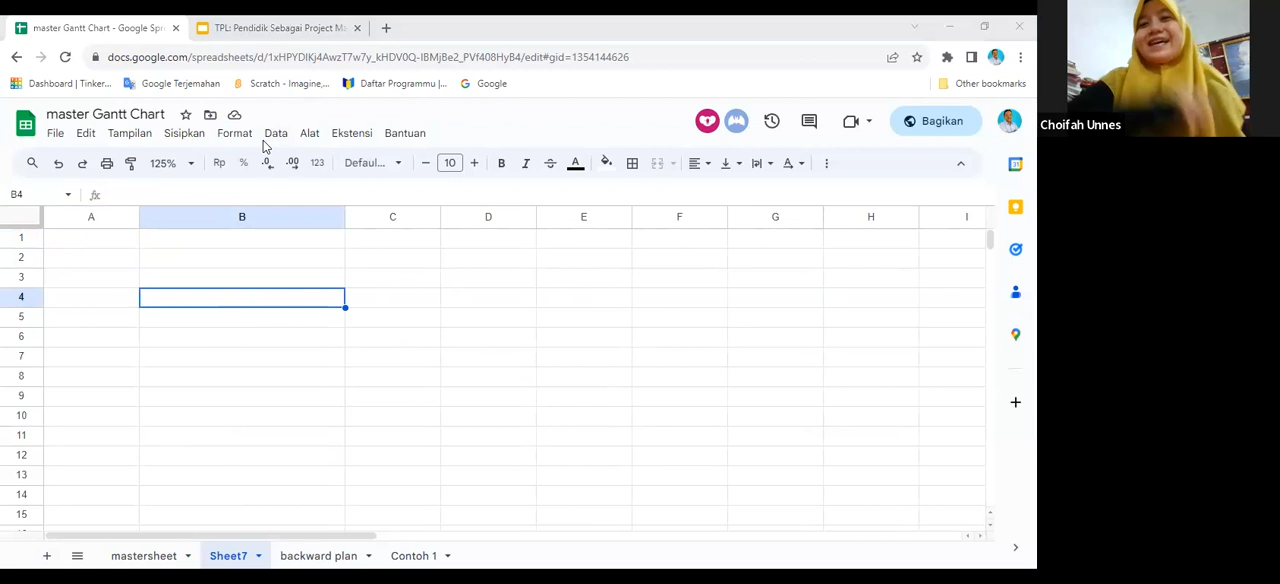 master Gantt Chart - Google Spr
TPL: Pendidik Sebagai Project Ma
docs.google.com/spreadsheets/d/1xHPYDIKj4AwzT7w7y_kHDV0Q-IBMjBe2_PVf408HyB4/edit#gid=1354144626
Dashboard | Tinker...
Google Terjemahan
Scratch - Imagine,...
Daftar Programmu |...
Google
Other bookmarks
master Gantt Chart
File Edit Tampilan Sisipkan Format Data Alat Ekstensi Bantuan
Bagikan
125% Rp % .0 .00 123 Defaul... 10 B I S A
B4 fx
A B C D E F G H I
1
2
3
4
5
6
7
8
9
10
11
12
13
14
15
mastersheet Sheet7 backward plan Contoh 1
Choifah Unnes